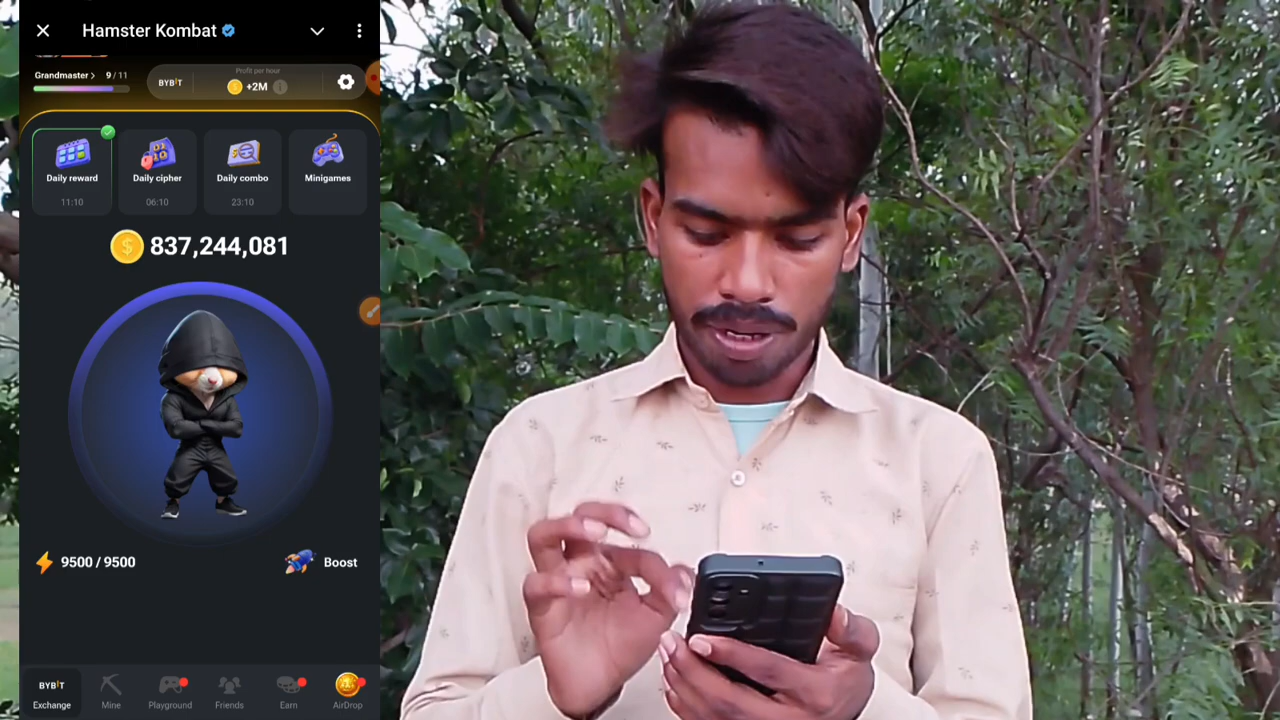 Hamster Kombat
Grandmaster > 9 / 11
BYBIT
Profit per hour
+2M
Daily reward
11:10
Daily cipher
06:10
Daily combo
23:10
Minigames
837,244,081
9500 / 9500
Boost
BYBIT
Exchange
Mine
Playground
Friends
Earn
AirDrop